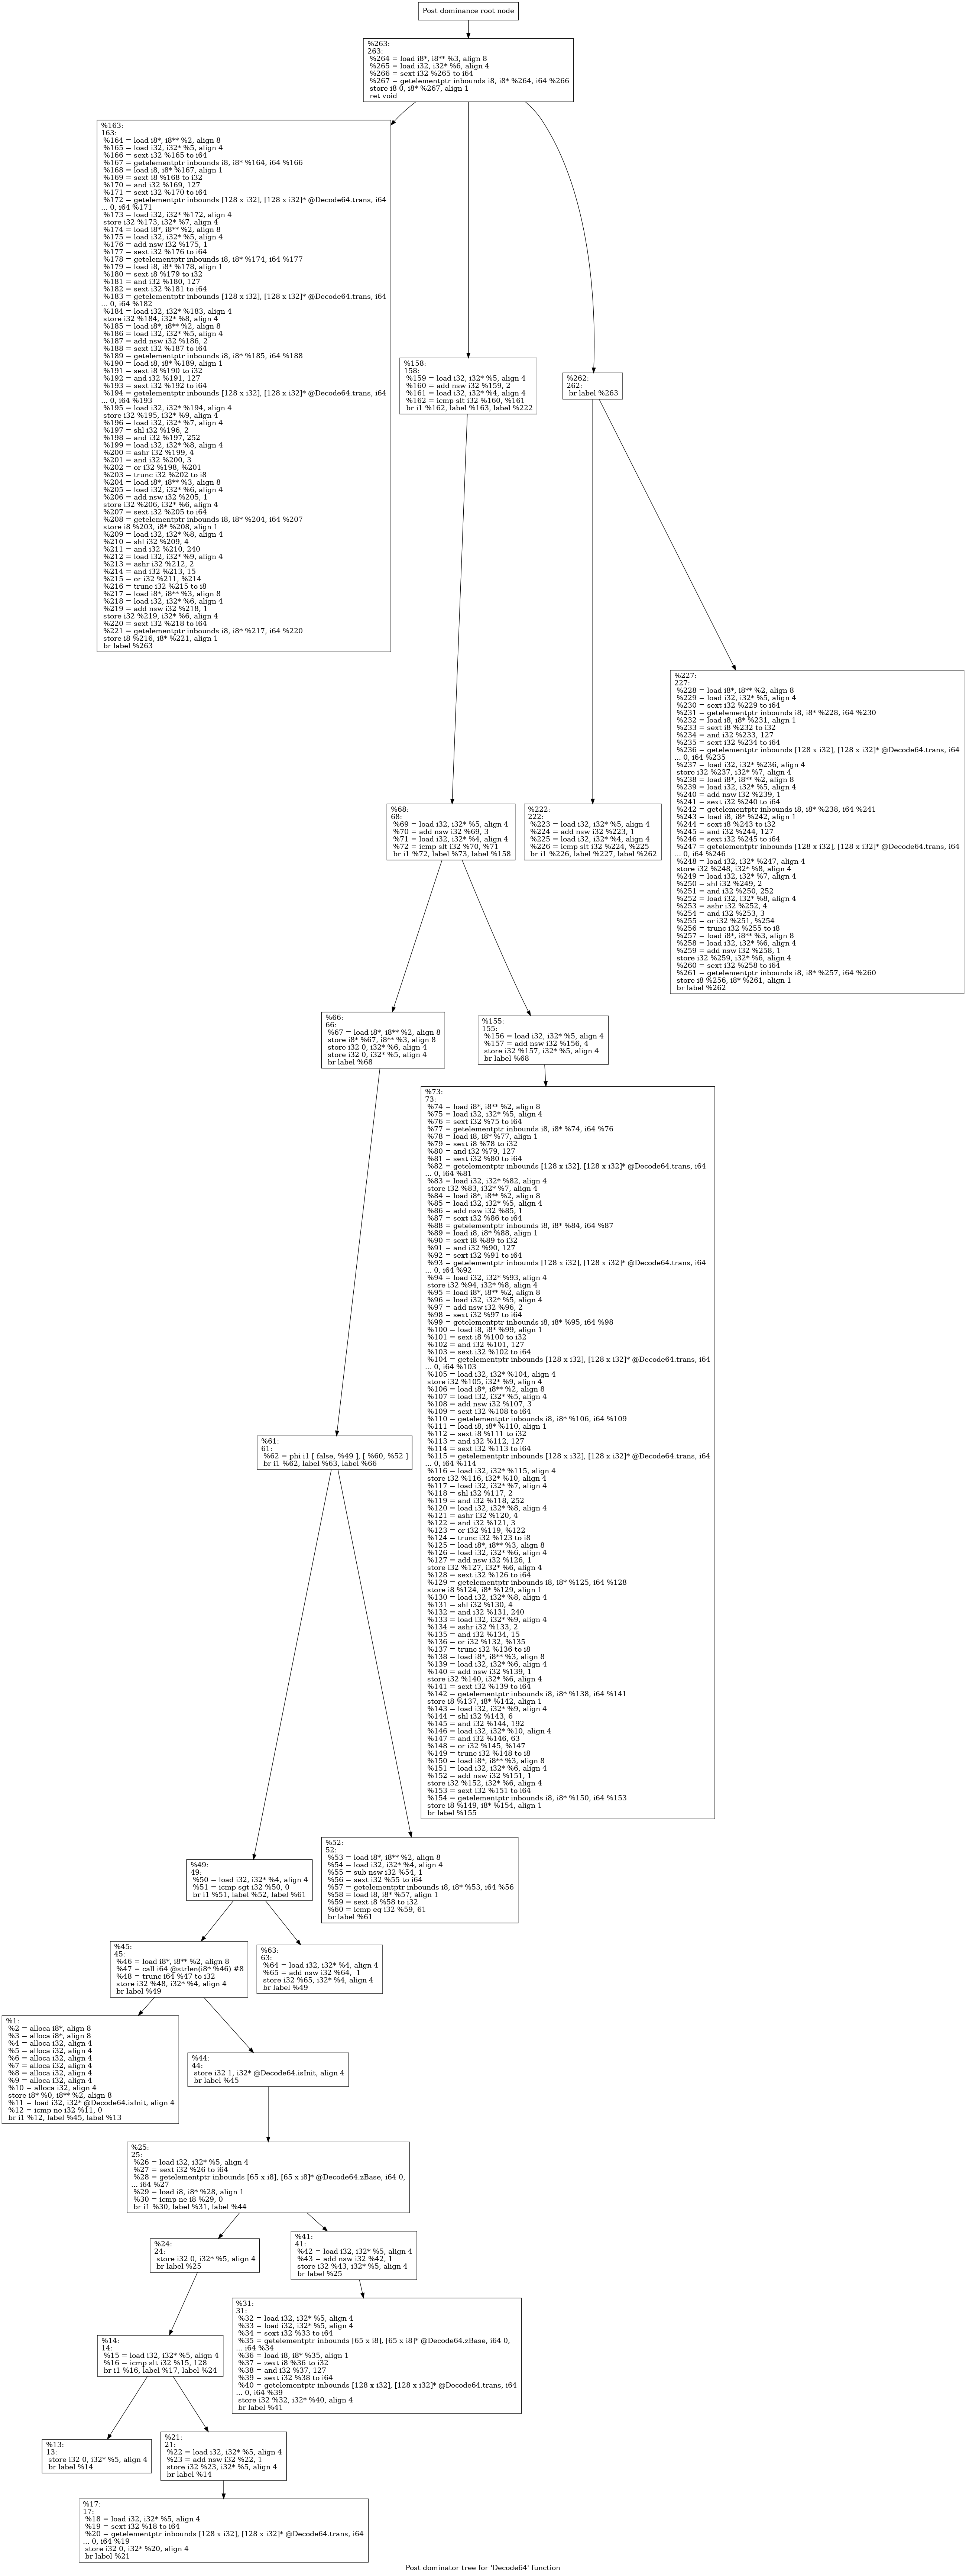 Post dominance root node
%263:
263:
%264 = load i8*, i8** %3, align 8
%265 = load i32, i32* %6, align 4
%266 = sext i32 %265 to i64
%267 = getelementptr inbounds i8, i8* %264, i64 %266
store i8 0, i8* %267, align 1
ret void
%163:
163:
%164 = load i8*, i8** %2, align 8
%165 = load i32, i32* %5, align 4
%166 = sext i32 %165 to i64
%167 = getelementptr inbounds i8, i8* %164, i64 %166
%168 = load i8, i8* %167, align 1
%169 = sext i8 %168 to i32
%170 = and i32 %169, 127
%171 = sext i32 %170 to i64
%172 = getelementptr inbounds [128 x i32], [128 x i32]* @Decode64.trans, i64
... 0, i64 %171
%173 = load i32, i32* %172, align 4
store i32 %173, i32* %7, align 4
%174 = load i8*, i8** %2, align 8
%175 = load i32, i32* %5, align 4
%176 = add nsw i32 %175, 1
%177 = sext i32 %176 to i64
%178 = getelementptr inbounds i8, i8* %174, i64 %177
%179 = load i8, i8* %178, align 1
%180 = sext i8 %179 to i32
%181 = and i32 %180, 127
%182 = sext i32 %181 to i64
%183 = getelementptr inbounds [128 x i32], [128 x i32]* @Decode64.trans, i64
... 0, i64 %182
%184 = load i32, i32* %183, align 4
store i32 %184, i32* %8, align 4
%185 = load i8*, i8** %2, align 8
%186 = load i32, i32* %5, align 4
%187 = add nsw i32 %186, 2
%188 = sext i32 %187 to i64
%189 = getelementptr inbounds i8, i8* %185, i64 %188
%190 = load i8, i8* %189, align 1
%191 = sext i8 %190 to i32
%192 = and i32 %191, 127
%193 = sext i32 %192 to i64
%194 = getelementptr inbounds [128 x i32], [128 x i32]* @Decode64.trans, i64
... 0, i64 %193
%195 = load i32, i32* %194, align 4
store i32 %195, i32* %9, align 4
%196 = load i32, i32* %7, align 4
%197 = shl i32 %196, 2
%198 = and i32 %197, 252
%199 = load i32, i32* %8, align 4
%200 = ashr i32 %199, 4
%201 = and i32 %200, 3
%202 = or i32 %198, %201
%203 = trunc i32 %202 to i8
%204 = load i8*, i8** %3, align 8
%205 = load i32, i32* %6, align 4
%206 = add nsw i32 %205, 1
store i32 %206, i32* %6, align 4
%207 = sext i32 %205 to i64
%208 = getelementptr inbounds i8, i8* %204, i64 %207
store i8 %203, i8* %208, align 1
%209 = load i32, i32* %8, align 4
%210 = shl i32 %209, 4
%211 = and i32 %210, 240
%212 = load i32, i32* %9, align 4
%213 = ashr i32 %212, 2
%214 = and i32 %213, 15
%215 = or i32 %211, %214
%216 = trunc i32 %215 to i8
%217 = load i8*, i8** %3, align 8
%218 = load i32, i32* %6, align 4
%219 = add nsw i32 %218, 1
store i32 %219, i32* %6, align 4
%220 = sext i32 %218 to i64
%221 = getelementptr inbounds i8, i8* %217, i64 %220
store i8 %216, i8* %221, align 1
br label %263
%158:
158:
%159 = load i32, i32* %5, align 4
%160 = add nsw i32 %159, 2
%161 = load i32, i32* %4, align 4
%162 = icmp slt i32 %160, %161
br i1 %162, label %163, label %222
%262:
262:
br label %263
%227:
227:
%228 = load i8*, i8** %2, align 8
%229 = load i32, i32* %5, align 4
%230 = sext i32 %229 to i64
%231 = getelementptr inbounds i8, i8* %228, i64 %230
%232 = load i8, i8* %231, align 1
%233 = sext i8 %232 to i32
%234 = and i32 %233, 127
%235 = sext i32 %234 to i64
%236 = getelementptr inbounds [128 x i32], [128 x i32]* @Decode64.trans, i64
... 0, i64 %235
%237 = load i32, i32* %236, align 4
store i32 %237, i32* %7, align 4
%238 = load i8*, i8** %2, align 8
%239 = load i32, i32* %5, align 4
%240 = add nsw i32 %239, 1
%241 = sext i32 %240 to i64
%242 = getelementptr inbounds i8, i8* %238, i64 %241
%243 = load i8, i8* %242, align 1
%244 = sext i8 %243 to i32
%245 = and i32 %244, 127
%246 = sext i32 %245 to i64
%247 = getelementptr inbounds [128 x i32], [128 x i32]* @Decode64.trans, i64
... 0, i64 %246
%248 = load i32, i32* %247, align 4
store i32 %248, i32* %8, align 4
%249 = load i32, i32* %7, align 4
%250 = shl i32 %249, 2
%251 = and i32 %250, 252
%252 = load i32, i32* %8, align 4
%253 = ashr i32 %252, 4
%254 = and i32 %253, 3
%255 = or i32 %251, %254
%256 = trunc i32 %255 to i8
%257 = load i8*, i8** %3, align 8
%258 = load i32, i32* %6, align 4
%259 = add nsw i32 %258, 1
store i32 %259, i32* %6, align 4
%260 = sext i32 %258 to i64
%261 = getelementptr inbounds i8, i8* %257, i64 %260
store i8 %256, i8* %261, align 1
br label %262
%68:
68:
%69 = load i32, i32* %5, align 4
%70 = add nsw i32 %69, 3
%71 = load i32, i32* %4, align 4
%72 = icmp slt i32 %70, %71
br i1 %72, label %73, label %158
%222:
222:
%223 = load i32, i32* %5, align 4
%224 = add nsw i32 %223, 1
%225 = load i32, i32* %4, align 4
%226 = icmp slt i32 %224, %225
br i1 %226, label %227, label %262
%66:
66:
%67 = load i8*, i8** %2, align 8
store i8* %67, i8** %3, align 8
store i32 0, i32* %6, align 4
store i32 0, i32* %5, align 4
br label %68
%155:
155:
%156 = load i32, i32* %5, align 4
%157 = add nsw i32 %156, 4
store i32 %157, i32* %5, align 4
br label %68
%73:
73:
%74 = load i8*, i8** %2, align 8
%75 = load i32, i32* %5, align 4
%76 = sext i32 %75 to i64
%77 = getelementptr inbounds i8, i8* %74, i64 %76
%78 = load i8, i8* %77, align 1
%79 = sext i8 %78 to i32
%80 = and i32 %79, 127
%81 = sext i32 %80 to i64
%82 = getelementptr inbounds [128 x i32], [128 x i32]* @Decode64.trans, i64
... 0, i64 %81
%83 = load i32, i32* %82, align 4
store i32 %83, i32* %7, align 4
%84 = load i8*, i8** %2, align 8
%85 = load i32, i32* %5, align 4
%86 = add nsw i32 %85, 1
%87 = sext i32 %86 to i64
%88 = getelementptr inbounds i8, i8* %84, i64 %87
%89 = load i8, i8* %88, align 1
%90 = sext i8 %89 to i32
%91 = and i32 %90, 127
%92 = sext i32 %91 to i64
%93 = getelementptr inbounds [128 x i32], [128 x i32]* @Decode64.trans, i64
... 0, i64 %92
%94 = load i32, i32* %93, align 4
store i32 %94, i32* %8, align 4
%95 = load i8*, i8** %2, align 8
%96 = load i32, i32* %5, align 4
%97 = add nsw i32 %96, 2
%98 = sext i32 %97 to i64
%99 = getelementptr inbounds i8, i8* %95, i64 %98
%100 = load i8, i8* %99, align 1
%101 = sext i8 %100 to i32
%102 = and i32 %101, 127
%103 = sext i32 %102 to i64
%104 = getelementptr inbounds [128 x i32], [128 x i32]* @Decode64.trans, i64
... 0, i64 %103
%105 = load i32, i32* %104, align 4
store i32 %105, i32* %9, align 4
%106 = load i8*, i8** %2, align 8
%107 = load i32, i32* %5, align 4
%108 = add nsw i32 %107, 3
%109 = sext i32 %108 to i64
%110 = getelementptr inbounds i8, i8* %106, i64 %109
%111 = load i8, i8* %110, align 1
%112 = sext i8 %111 to i32
%113 = and i32 %112, 127
%114 = sext i32 %113 to i64
%115 = getelementptr inbounds [128 x i32], [128 x i32]* @Decode64.trans, i64
... 0, i64 %114
%116 = load i32, i32* %115, align 4
store i32 %116, i32* %10, align 4
%117 = load i32, i32* %7, align 4
%118 = shl i32 %117, 2
%119 = and i32 %118, 252
%120 = load i32, i32* %8, align 4
%121 = ashr i32 %120, 4
%122 = and i32 %121, 3
%123 = or i32 %119, %122
%124 = trunc i32 %123 to i8
%125 = load i8*, i8** %3, align 8
%126 = load i32, i32* %6, align 4
%127 = add nsw i32 %126, 1
store i32 %127, i32* %6, align 4
%128 = sext i32 %126 to i64
%129 = getelementptr inbounds i8, i8* %125, i64 %128
store i8 %124, i8* %129, align 1
%130 = load i32, i32* %8, align 4
%131 = shl i32 %130, 4
%132 = and i32 %131, 240
%133 = load i32, i32* %9, align 4
%134 = ashr i32 %133, 2
%135 = and i32 %134, 15
%136 = or i32 %132, %135
%137 = trunc i32 %136 to i8
%138 = load i8*, i8** %3, align 8
%139 = load i32, i32* %6, align 4
%140 = add nsw i32 %139, 1
store i32 %140, i32* %6, align 4
%141 = sext i32 %139 to i64
%142 = getelementptr inbounds i8, i8* %138, i64 %141
store i8 %137, i8* %142, align 1
%143 = load i32, i32* %9, align 4
%144 = shl i32 %143, 6
%145 = and i32 %144, 192
%146 = load i32, i32* %10, align 4
%147 = and i32 %146, 63
%148 = or i32 %145, %147
%149 = trunc i32 %148 to i8
%150 = load i8*, i8** %3, align 8
%151 = load i32, i32* %6, align 4
%152 = add nsw i32 %151, 1
store i32 %152, i32* %6, align 4
%153 = sext i32 %151 to i64
%154 = getelementptr inbounds i8, i8* %150, i64 %153
store i8 %149, i8* %154, align 1
br label %155
%61:
61:
%62 = phi i1 [ false, %49 ], [ %60, %52 ]
br i1 %62, label %63, label %66
%49:
49:
%50 = load i32, i32* %4, align 4
%51 = icmp sgt i32 %50, 0
br i1 %51, label %52, label %61
%52:
52:
%53 = load i8*, i8** %2, align 8
%54 = load i32, i32* %4, align 4
%55 = sub nsw i32 %54, 1
%56 = sext i32 %55 to i64
%57 = getelementptr inbounds i8, i8* %53, i64 %56
%58 = load i8, i8* %57, align 1
%59 = sext i8 %58 to i32
%60 = icmp eq i32 %59, 61
br label %61
%45:
45:
%46 = load i8*, i8** %2, align 8
%47 = call i64 @strlen(i8* %46) #8
%48 = trunc i64 %47 to i32
store i32 %48, i32* %4, align 4
br label %49
%63:
63:
%64 = load i32, i32* %4, align 4
%65 = add nsw i32 %64, -1
store i32 %65, i32* %4, align 4
br label %49
%1:
%2 = alloca i8*, align 8
%3 = alloca i8*, align 8
%4 = alloca i32, align 4
%5 = alloca i32, align 4
%6 = alloca i32, align 4
%7 = alloca i32, align 4
%8 = alloca i32, align 4
%9 = alloca i32, align 4
%10 = alloca i32, align 4
store i8* %0, i8** %2, align 8
%11 = load i32, i32* @Decode64.isInit, align 4
%12 = icmp ne i32 %11, 0
br i1 %12, label %45, label %13
%44:
44:
store i32 1, i32* @Decode64.isInit, align 4
br label %45
%25:
25:
%26 = load i32, i32* %5, align 4
%27 = sext i32 %26 to i64
%28 = getelementptr inbounds [65 x i8], [65 x i8]* @Decode64.zBase, i64 0,
... i64 %27
%29 = load i8, i8* %28, align 1
%30 = icmp ne i8 %29, 0
br i1 %30, label %31, label %44
%24:
24:
store i32 0, i32* %5, align 4
br label %25
%41:
41:
%42 = load i32, i32* %5, align 4
%43 = add nsw i32 %42, 1
store i32 %43, i32* %5, align 4
br label %25
%31:
31:
%32 = load i32, i32* %5, align 4
%33 = load i32, i32* %5, align 4
%34 = sext i32 %33 to i64
%35 = getelementptr inbounds [65 x i8], [65 x i8]* @Decode64.zBase, i64 0,
... i64 %34
%36 = load i8, i8* %35, align 1
%37 = zext i8 %36 to i32
%38 = and i32 %37, 127
%39 = sext i32 %38 to i64
%40 = getelementptr inbounds [128 x i32], [128 x i32]* @Decode64.trans, i64
... 0, i64 %39
store i32 %32, i32* %40, align 4
br label %41
%14:
14:
%15 = load i32, i32* %5, align 4
%16 = icmp slt i32 %15, 128
br i1 %16, label %17, label %24
%13:
13:
store i32 0, i32* %5, align 4
br label %14
%21:
21:
%22 = load i32, i32* %5, align 4
%23 = add nsw i32 %22, 1
store i32 %23, i32* %5, align 4
br label %14
%17:
17:
%18 = load i32, i32* %5, align 4
%19 = sext i32 %18 to i64
%20 = getelementptr inbounds [128 x i32], [128 x i32]* @Decode64.trans, i64
... 0, i64 %19
store i32 0, i32* %20, align 4
br label %21
Post dominator tree for 'Decode64' function